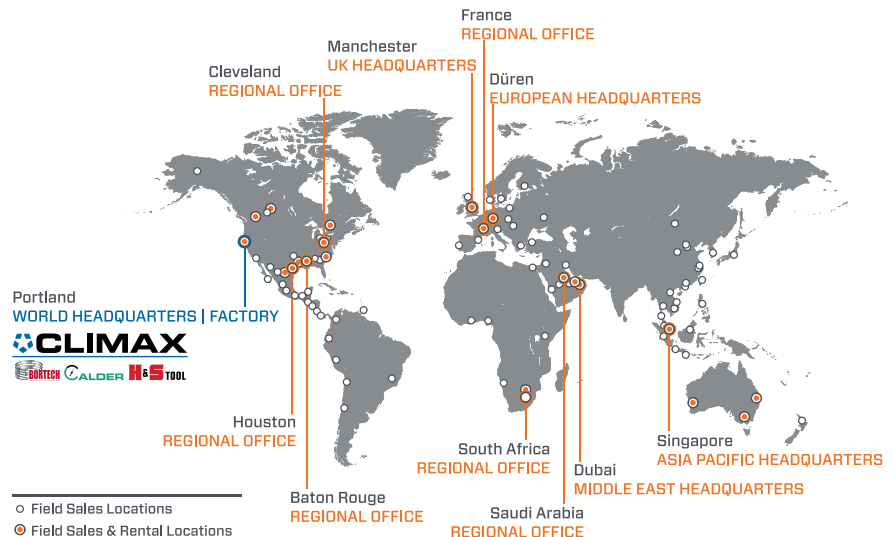 France
REGIONAL OFFICE
Manchester
UK HEADQUARTERS
Cleveland
REGIONAL OFFICE
Düren
EUROPEAN HEADQUARTERS
Portland
WORLD HEADQUARTERS | FACTORY
CLIMAX
BORTECH CALDER H&S TOOL
Houston
REGIONAL OFFICE
South Africa
REGIONAL OFFICE
Singapore
ASIA PACIFIC HEADQUARTERS
Dubai
MIDDLE EAST HEADQUARTERS
Baton Rouge
REGIONAL OFFICE
Saudi Arabia
REGIONAL OFFICE
Field Sales Locations
Field Sales & Rental Locations